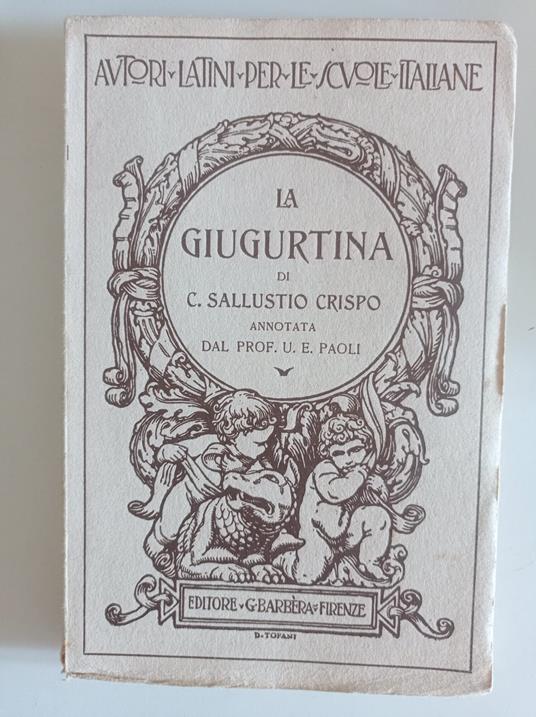 AVTORI LATINI PER LE SCVOLE ITALIANE
LA
GIUGURTINA
DI
C. SALLUSTIO CRISPO
ANNOTATA
DAL PROF. U. E. PAOLI
EDITORE G. BARBÈRA FIRENZE
D. TOFANI